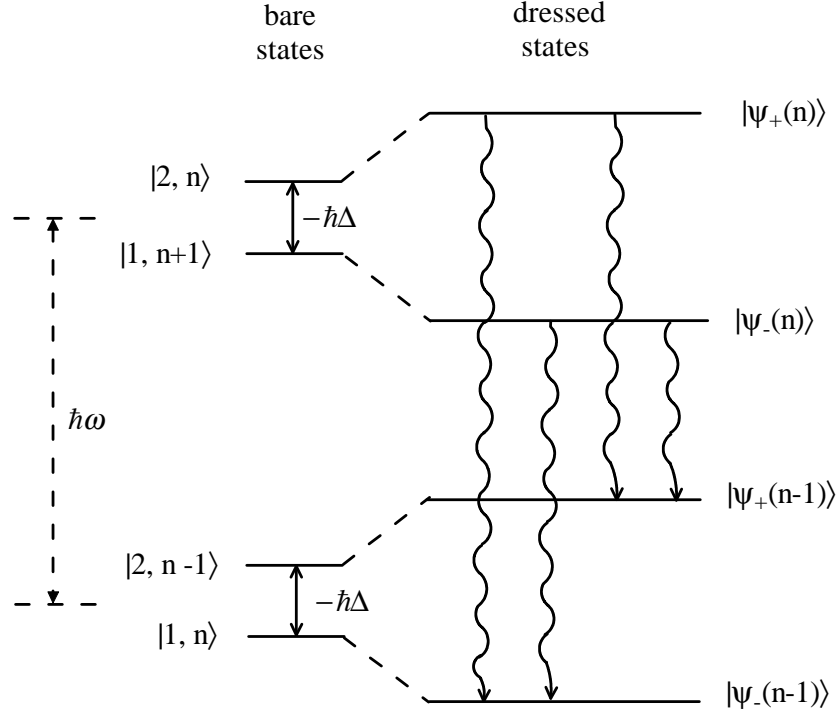 bare
states
dressed
states
|ψ₊(n)⟩
|2, n⟩
−ħΔ
|1, n+1⟩
|ψ₋(n)⟩
ħω
|ψ₊(n-1)⟩
|2, n -1⟩
−ħΔ
|1, n⟩
|ψ₋(n-1)⟩